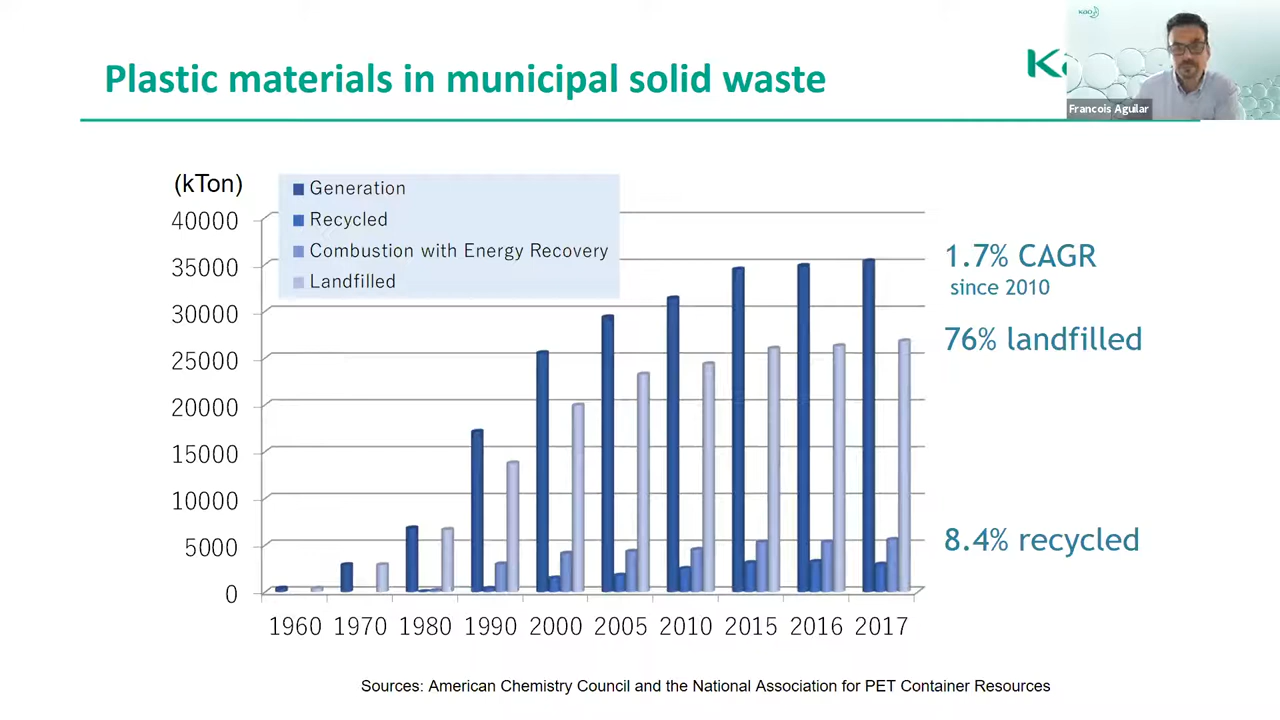 Kao
Plastic materials in municipal solid waste
Francois Aguilar
(kTon)
Generation
Recycled
Combustion with Energy Recovery
Landfilled
40000
35000
30000
25000
20000
15000
10000
5000
0
1.7% CAGR
since 2010
76% landfilled
8.4% recycled
1960 1970 1980 1990 2000 2005 2010 2015 2016 2017
Sources: American Chemistry Council and the National Association for PET Container Resources